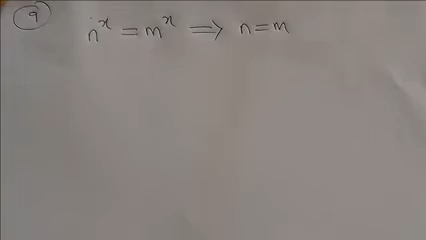 9 n^x = m^x ⟹ n = m